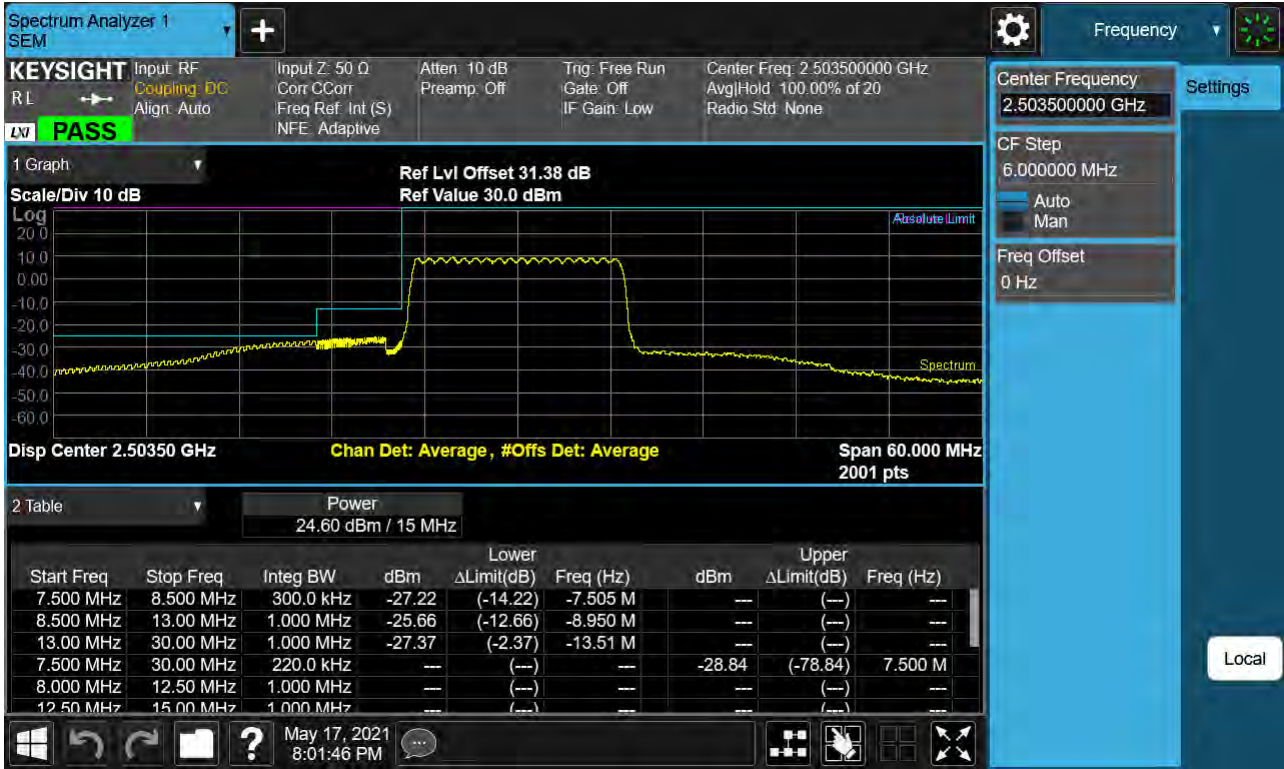 Spectrum Analyzer 1
SEM
+
Frequency
KEYSIGHT
RL
LXI
PASS
Input: RF
Coupling: DC
Align: Auto
Input Z: 50 Ω
Corr CCorr
Freq Ref: Int (S)
NFE: Adaptive
Atten: 10 dB
Preamp: Off
Trig: Free Run
Gate: Off
IF Gain: Low
Center Freq: 2.503500000 GHz
Avg|Hold: 100.00% of 20
Radio Std: None
Center Frequency
2.503500000 GHz
Settings
CF Step
6.000000 MHz
Auto
Man
Freq Offset
0 Hz
Local
1 Graph
Scale/Div 10 dB
Ref Lvl Offset 31.38 dB
Ref Value 30.0 dBm
Log
20.0
10.0
0.00
-10.0
-20.0
-30.0
-40.0
-50.0
-60.0
Spectrum
Disp Center 2.50350 GHz
Chan Det: Average, #Offs Det: Average
Span 60.000 MHz
2001 pts
2 Table
Power
24.60 dBm / 15 MHz
Lower Upper
Start Freq Stop Freq Integ BW dBm ΔLimit(dB) Freq (Hz) dBm ΔLimit(dB) Freq (Hz)
7.500 MHz 8.500 MHz 300.0 kHz -27.22 (-14.22) -7.505 M --- (---) ---
8.500 MHz 13.00 MHz 1.000 MHz -25.66 (-12.66) -8.950 M --- (---) ---
13.00 MHz 30.00 MHz 1.000 MHz -27.37 (-2.37) -13.51 M --- (---) ---
7.500 MHz 30.00 MHz 220.0 kHz --- (---) --- -28.84 (-78.84) 7.500 M
8.000 MHz 12.50 MHz 1.000 MHz --- (---) --- --- (---) ---
12.50 MHz 15.00 MHz 1.000 MHz --- (---) --- --- (---) ---
?
May 17, 2021
8:01:46 PM